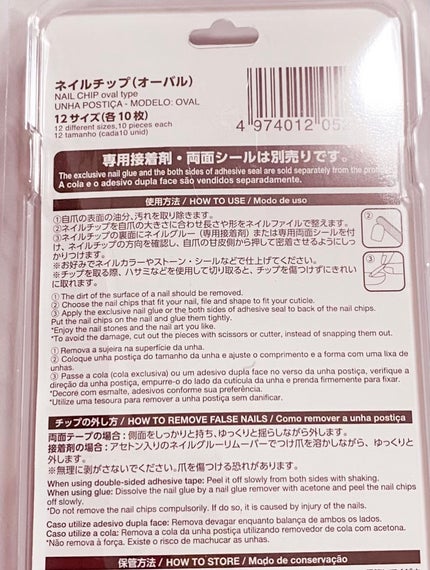 ネイルチップ(オーバル)
NAIL CHIP oval type
UNHA POSTIÇA - MODELO: OVAL
12サイズ(各10枚)
12 different sizes,10 pieces each
12 tamanho (cada10 unid)
4 974012 05
専用接着剤・両面シールは別売りです。
The exclusive nail glue and the both sides of adhesive seal are sold separately from the
A cola e o adesivo dupla face são vendidos separadamente.
使用方法 / HOW TO USE / Modo de uso
①自爪の表面の油分、汚れを取り除きます。
②ネイルチップを自爪の大きさに合わせ長さや形をネイルファイルで整えます。
③ネイルチップの裏面にネイルグルー(専用接着剤)または専用両面シールを付
け、ネイルチップの方向を確認し、自爪の甘皮側から押して密着させるようにしっ
かりつけます。
※お好みでネイルカラーやストーン・シールなどで仕上げてください。
※チップを取る際、ハサミなどを使用して切り取ると、チップを傷つけずにきれい
に取れます。
②
③
① The dirt of the surface of a nail should be removed.
② Choose the nail chips that fit your nail, file and shape to fit your cuticle.
③ Apply the exclusive nail glue or the both sides of adhesive seal to back of the nail chips.
Put the nail chips on the nail and glue them tightly.
*Enjoy the nail stones and the nail art you like.
*To avoid the damage, cut out the pieces with scissors or cutter, instead of snapping them out.
① Remova a sujeira na superfície da unha.
② Coloque unha postiça do tamanho da unha e ajuste o comprimento e a forma com uma lixa de
unhas.
③ Passe a cola (cola exclusiva) ou um adesivo dupla face no verso da unha postiça, verifique a
direção da unha postiça, empurre-o do lado da cuticula da unha e prenda firmemente para fixar.
*Decore com esmalte, adesivos conforme sua preferência.
*Utilize uma tesoura para remover a unha postiça sem danificar.
チップの外し方 / HOW TO REMOVE FALSE NAILS / Como remover a unha postiça
両面テープの場合:側面をしっかりと持ち、ゆっくりと揺らしながら外します。
接着剤の場合:アセトン入りのネイルグルーリムーバーでつけ爪を溶かしながら、ゆっくりと
外します。
※無理に剥がさないでください。爪を傷つける恐れがあります。
When using double-sided adhesive tape: Peel it off slowly from both sides with shaking.
When using glue: Dissolve the nail glue by a nail glue remover with acetone and peel the nail chips
off slowly.
*Do not remove the nail chips compulsorily. If do so, it is caused by injury of the nails.
Caso utilize adesivo dupla face: Remova devagar enquanto balança de ambos os lados.
Caso utilize a cola: Remova a cola da unha postiça utilizando removedor de cola com acetona.
*Não remova à força. Existe o risco de machucar as unhas.
保管方法 / HOW TO STORE / Modo de conservação